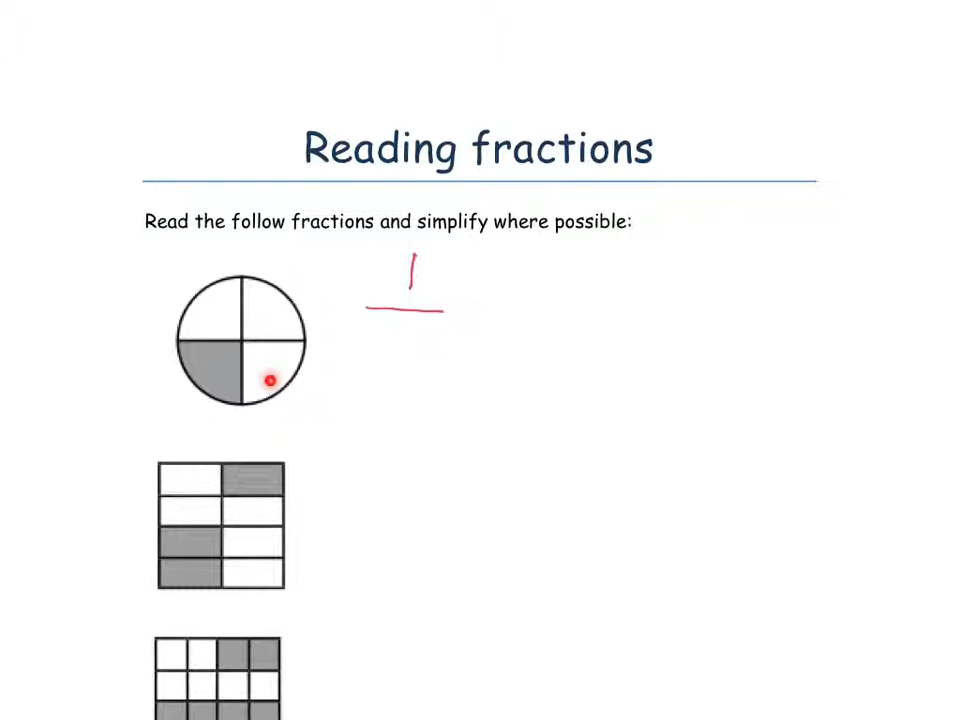 Reading fractions
Read the follow fractions and simplify where possible:
1